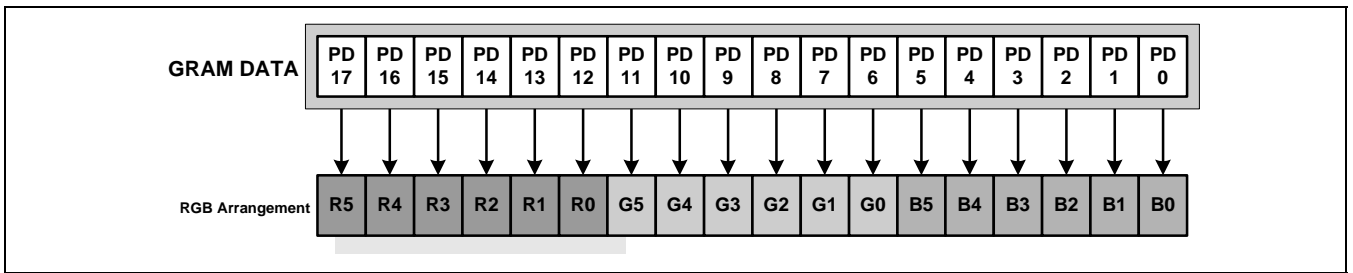 GRAM DATA PD 17 PD 16 PD 15 PD 14 PD 13 PD 12 PD 11 PD 10 PD 9 PD 8 PD 7 PD 6 PD 5 PD 4 PD 3 PD 2 PD 1 PD 0
RGB Arrangement R5 R4 R3 R2 R1 R0 G5 G4 G3 G2 G1 G0 B5 B4 B3 B2 B1 B0